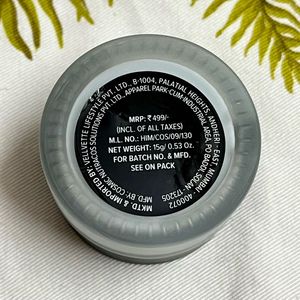 MKTD. & IMPORTED BY: VELLVETTE LIFESTYLE PVT. LTD., B-1004, PALATIAL HEIGHTS, ANDHERI - EAST, MUMBAI - 400072
MFD. BY: COSMIC NUTRACOS SOLUTIONS PVT. LTD., APPAREL PARK CUM INDUSTRIAL AREA, PO BADDI, SOLAN - 173205
MRP: ₹ 499/-
(INCL. OF ALL TAXES)
M.L. NO.: HIM/COS/09/130
NET WEIGHT: 15g/ 0.53 Oz.
FOR BATCH NO. & MFD.
SEE ON PACK